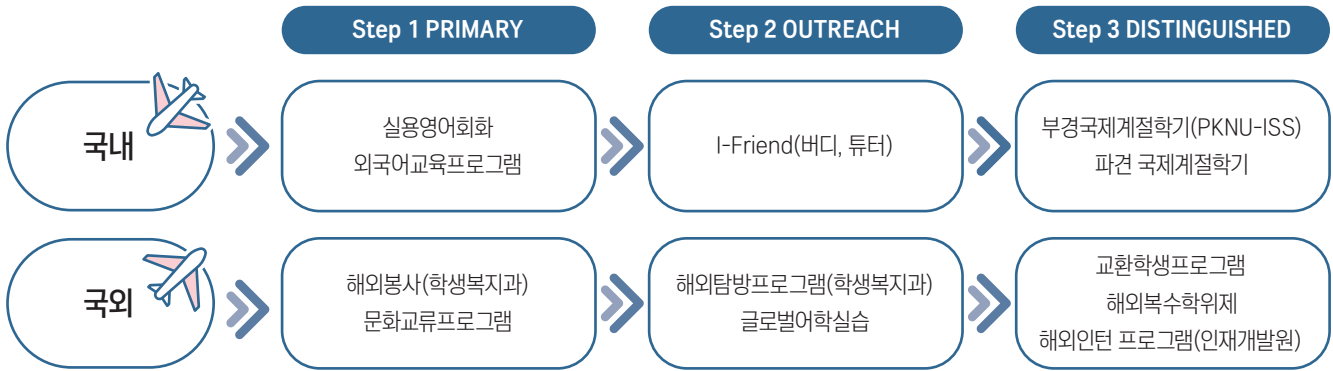 Step 1 PRIMARY
Step 2 OUTREACH
Step 3 DISTINGUISHED
국내
실용영어회화
외국어교육프로그램
I-Friend(버디, 튜터)
부경국제계절학기(PKNU-ISS)
파견 국제계절학기
국외
해외봉사(학생복지과)
문화교류프로그램
해외탐방프로그램(학생복지과)
글로벌어학실습
교환학생프로그램
해외복수학위제
해외인턴 프로그램(인재개발원)